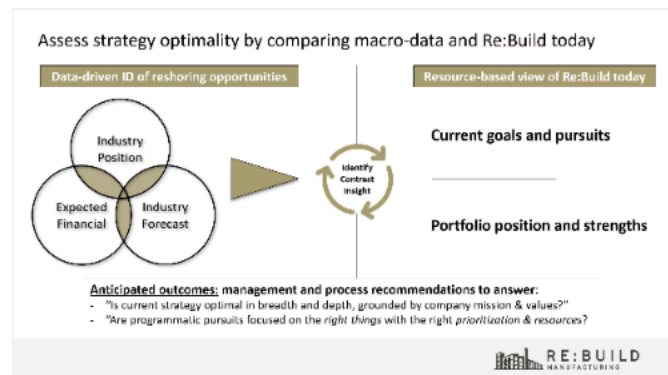 Assess strategy optimality by comparing macro-data and Re:Build today
Data-driven ID of reshoring opportunities
Industry
Position
Expected
Financial
Industry
Forecast
Identify
Contrast
Insight
Resource-based view of Re:Build today
Current goals and pursuits
Portfolio position and strengths
Anticipated outcomes: management and process recommendations to answer:
- "Is current strategy optimal in breadth and depth, grounded by company mission & values?"
- "Are programmatic pursuits focused on the right things with the right prioritization & resources?
RE:BUILD
MANUFACTURING